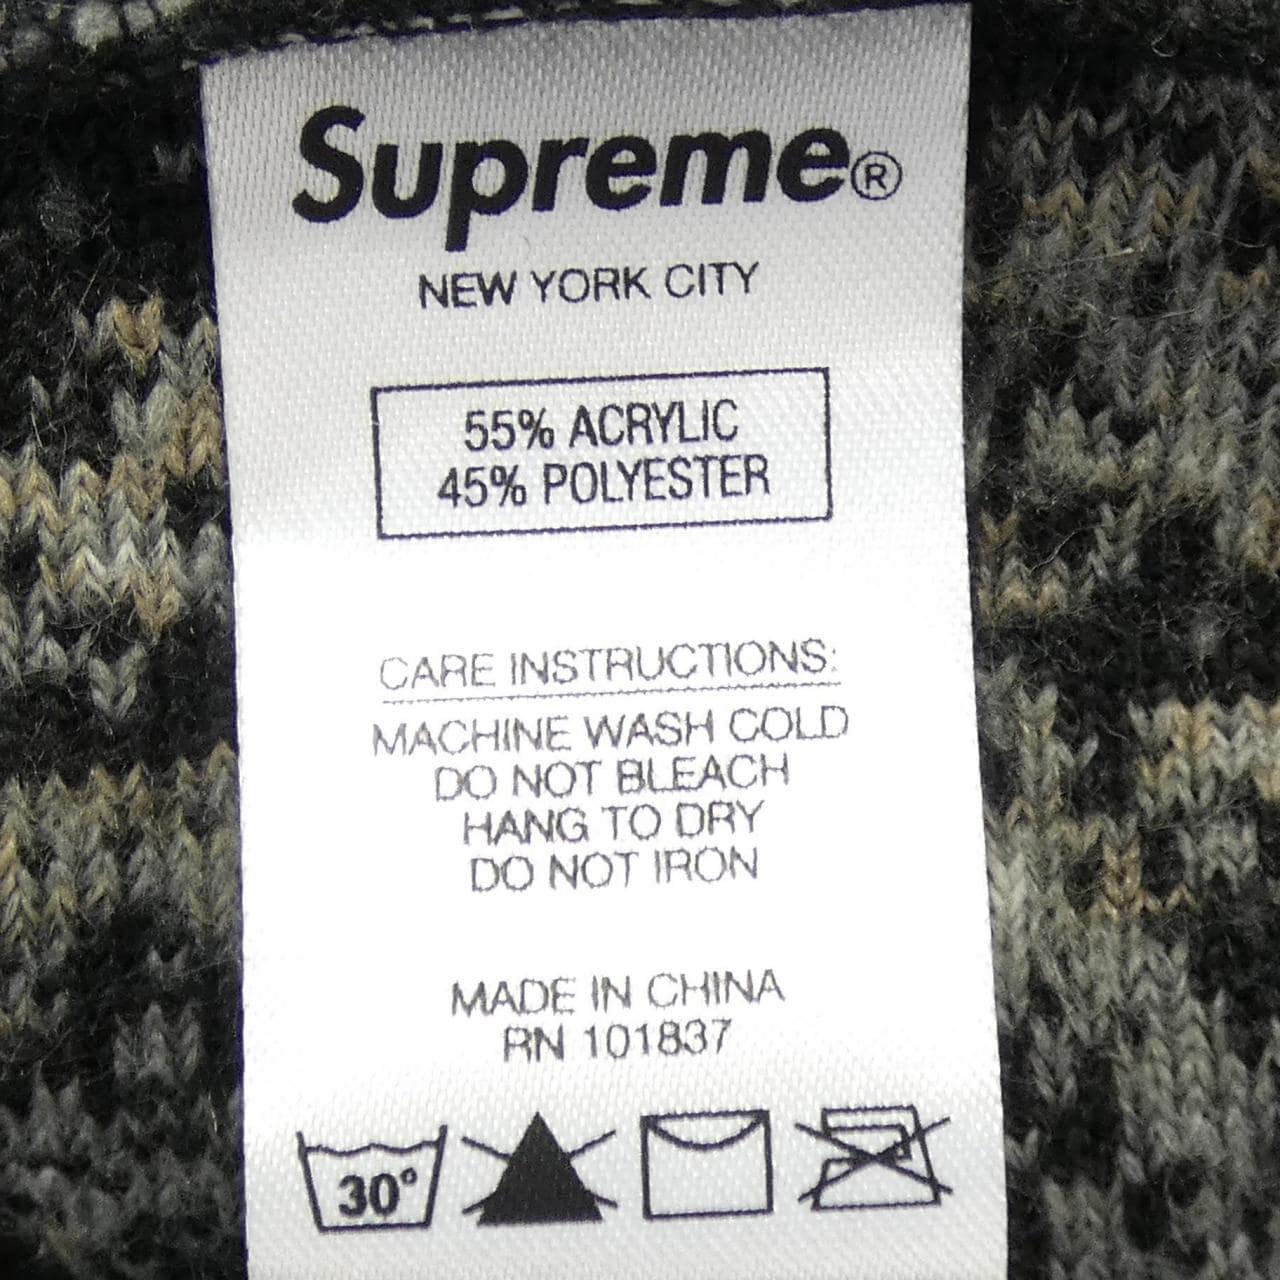 Supreme®
NEW YORK CITY
55% ACRYLIC
45% POLYESTER
CARE INSTRUCTIONS:
MACHINE WASH COLD
DO NOT BLEACH
HANG TO DRY
DO NOT IRON
MADE IN CHINA
RN 101837
30°